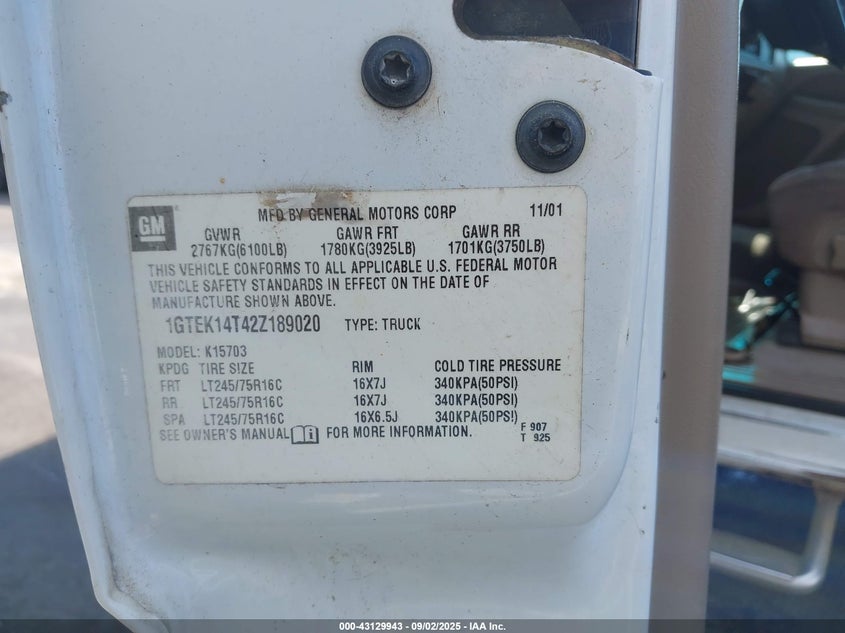 GM
MFD BY GENERAL MOTORS CORP 11/01
GVWR GAWR FRT GAWR RR
2767KG(6100LB) 1780KG(3925LB) 1701KG(3750LB)
THIS VEHICLE CONFORMS TO ALL APPLICABLE U.S. FEDERAL MOTOR
VEHICLE SAFETY STANDARDS IN EFFECT ON THE DATE OF
MANUFACTURE SHOWN ABOVE.
1GTEK14T42Z189020 TYPE: TRUCK
MODEL: K15703
KPDG TIRE SIZE RIM COLD TIRE PRESSURE
FRT LT245/75R16C 16X7J 340KPA(50PSI)
RR LT245/75R16C 16X7J 340KPA(50PSI)
SPA LT245/75R16C 16X6.5J 340KPA(50PSI)
SEE OWNER'S MANUAL FOR MORE INFORMATION.
F 907
T 925
000-43129943 - 09/02/2025 - IAA Inc.